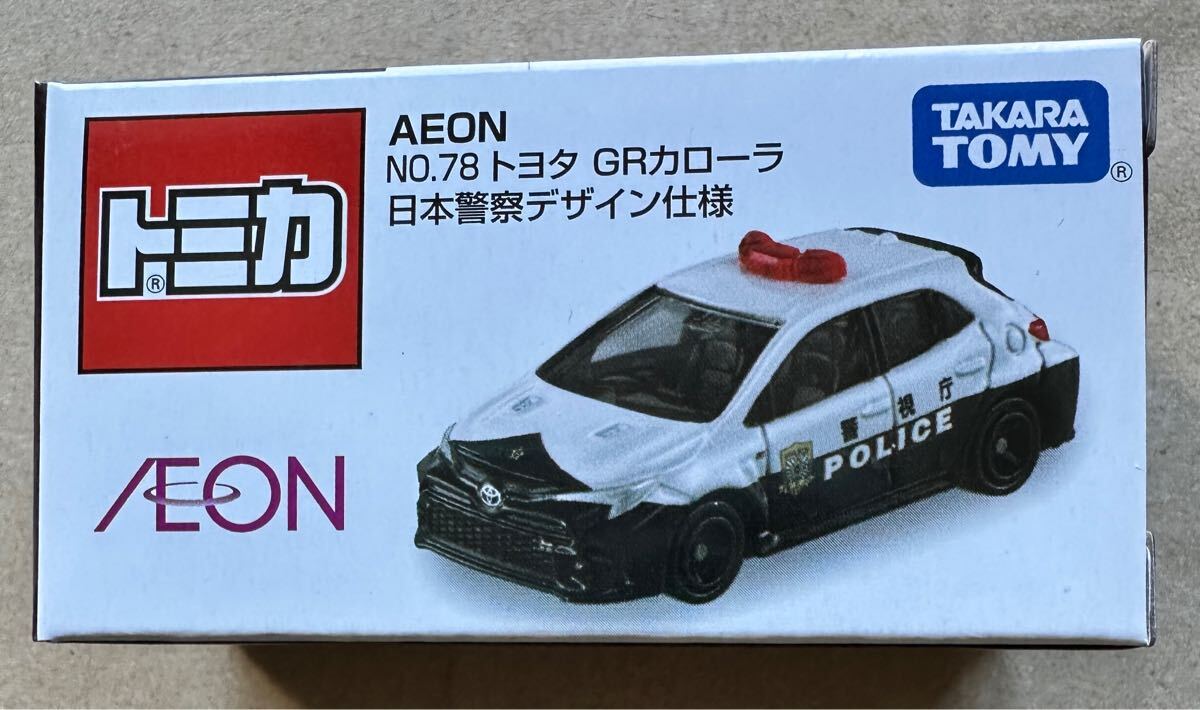 AEON
NO.78 トヨタ GRカローラ
日本警察デザイン仕様
TAKARA
TOMY
®
トミカ
®
AEON
警視庁
POLICE